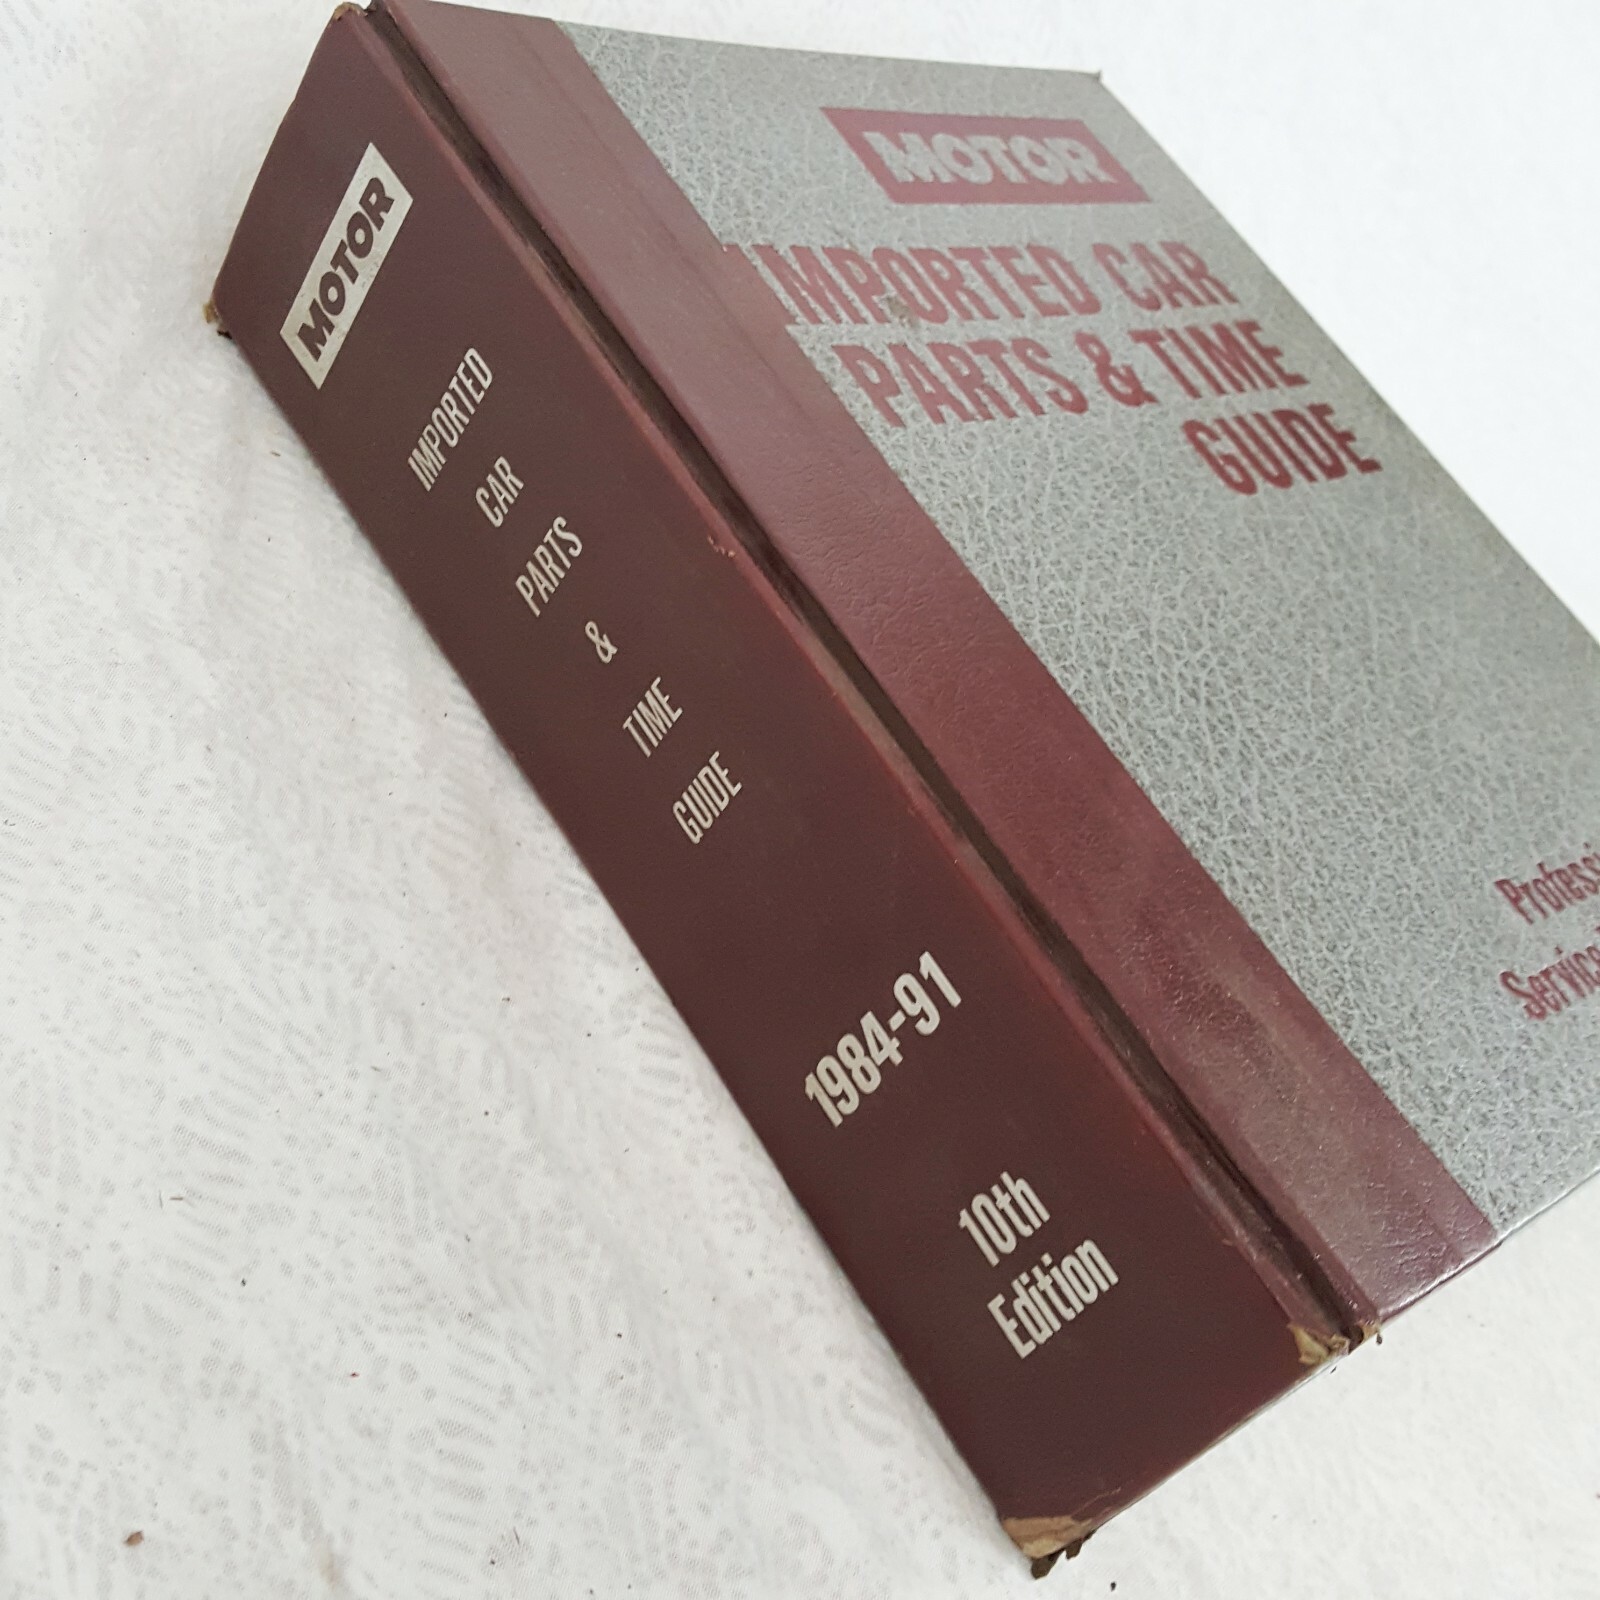 MOTOR
IMPORTED
CAR
PARTS
&
TIME
GUIDE
1984-91
10th
Edition
MOTOR
IMPORTED CAR
PARTS & TIME
GUIDE